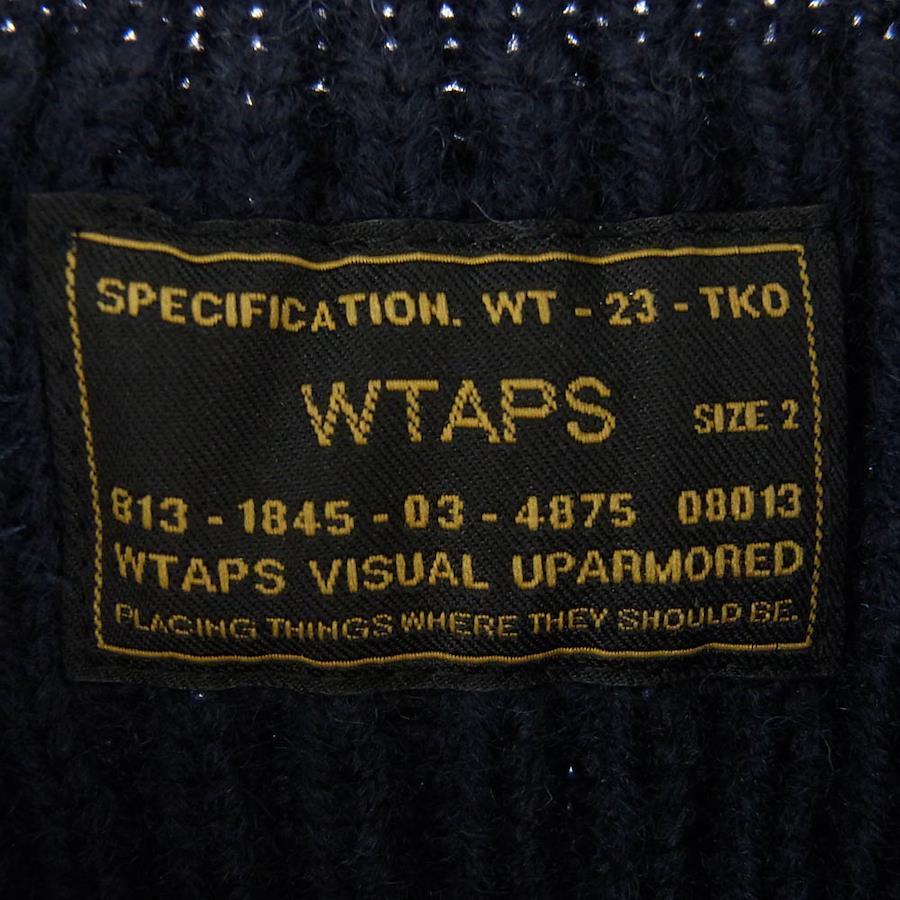 SPECIFICATION. WT - 23 - TKO
WTAPS SIZE 2
813 - 1845 - 03 - 4875 08013
WTAPS VISUAL UPARMORED
PLACING THINGS WHERE THEY SHOULD BE.